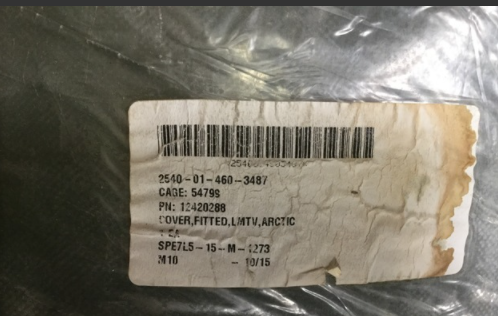 2540-01-460-3487
CAGE: 54799
PN: 12420288
COVER,FITTED,LMTV,ARCTIC
1 EA
SPE7L5-15-M-1273
M10 - 10/15